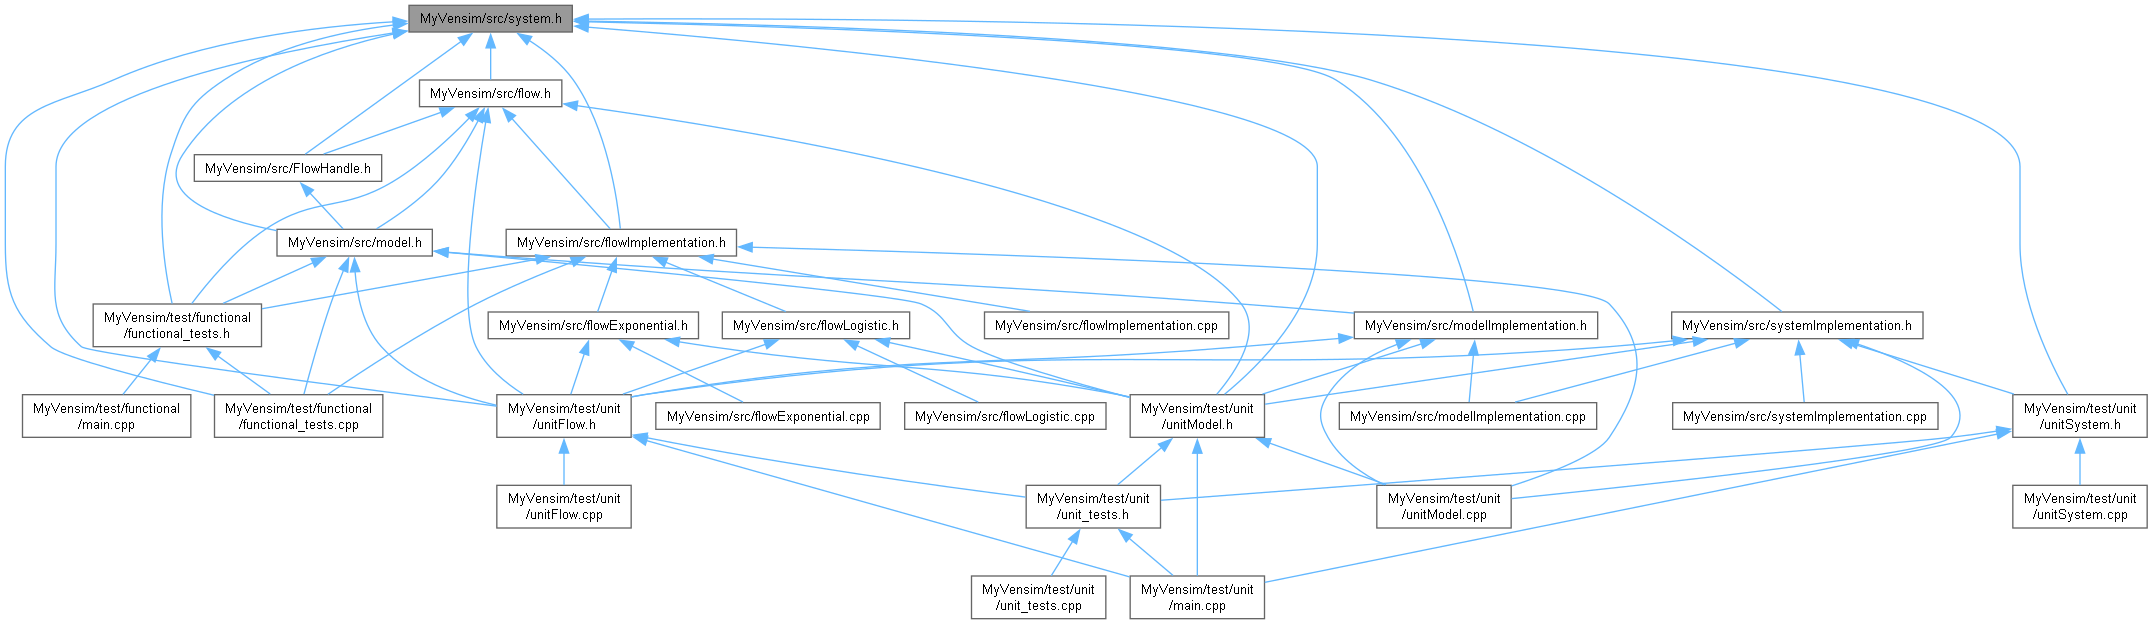 MyVensim/src/system.h
MyVensim/src/flow.h
MyVensim/src/FlowHandle.h
MyVensim/src/model.h
MyVensim/src/flowImplementation.h
MyVensim/test/functional
/functional_tests.h
MyVensim/src/flowExponential.h
MyVensim/src/flowLogistic.h
MyVensim/src/flowImplementation.cpp
MyVensim/src/modelImplementation.h
MyVensim/src/systemImplementation.h
MyVensim/test/functional
/main.cpp
MyVensim/test/functional
/functional_tests.cpp
MyVensim/test/unit
/unitFlow.h
MyVensim/src/flowExponential.cpp
MyVensim/src/flowLogistic.cpp
MyVensim/test/unit
/unitModel.h
MyVensim/src/modelImplementation.cpp
MyVensim/src/systemImplementation.cpp
MyVensim/test/unit
/unitSystem.h
MyVensim/test/unit
/unitFlow.cpp
MyVensim/test/unit
/unit_tests.h
MyVensim/test/unit
/unitModel.cpp
MyVensim/test/unit
/unitSystem.cpp
MyVensim/test/unit
/unit_tests.cpp
MyVensim/test/unit
/main.cpp